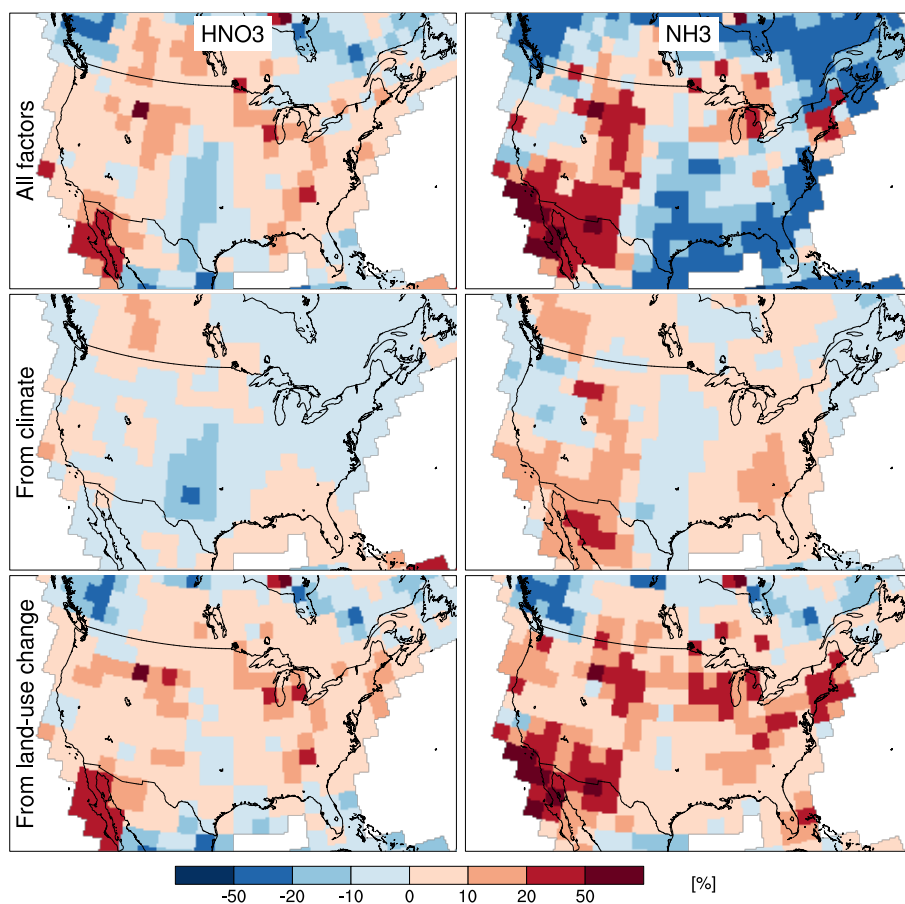 HNO3
NH3
All factors
From climate
From land-use change
-50 -20 -10 0 10 20 50 [%]